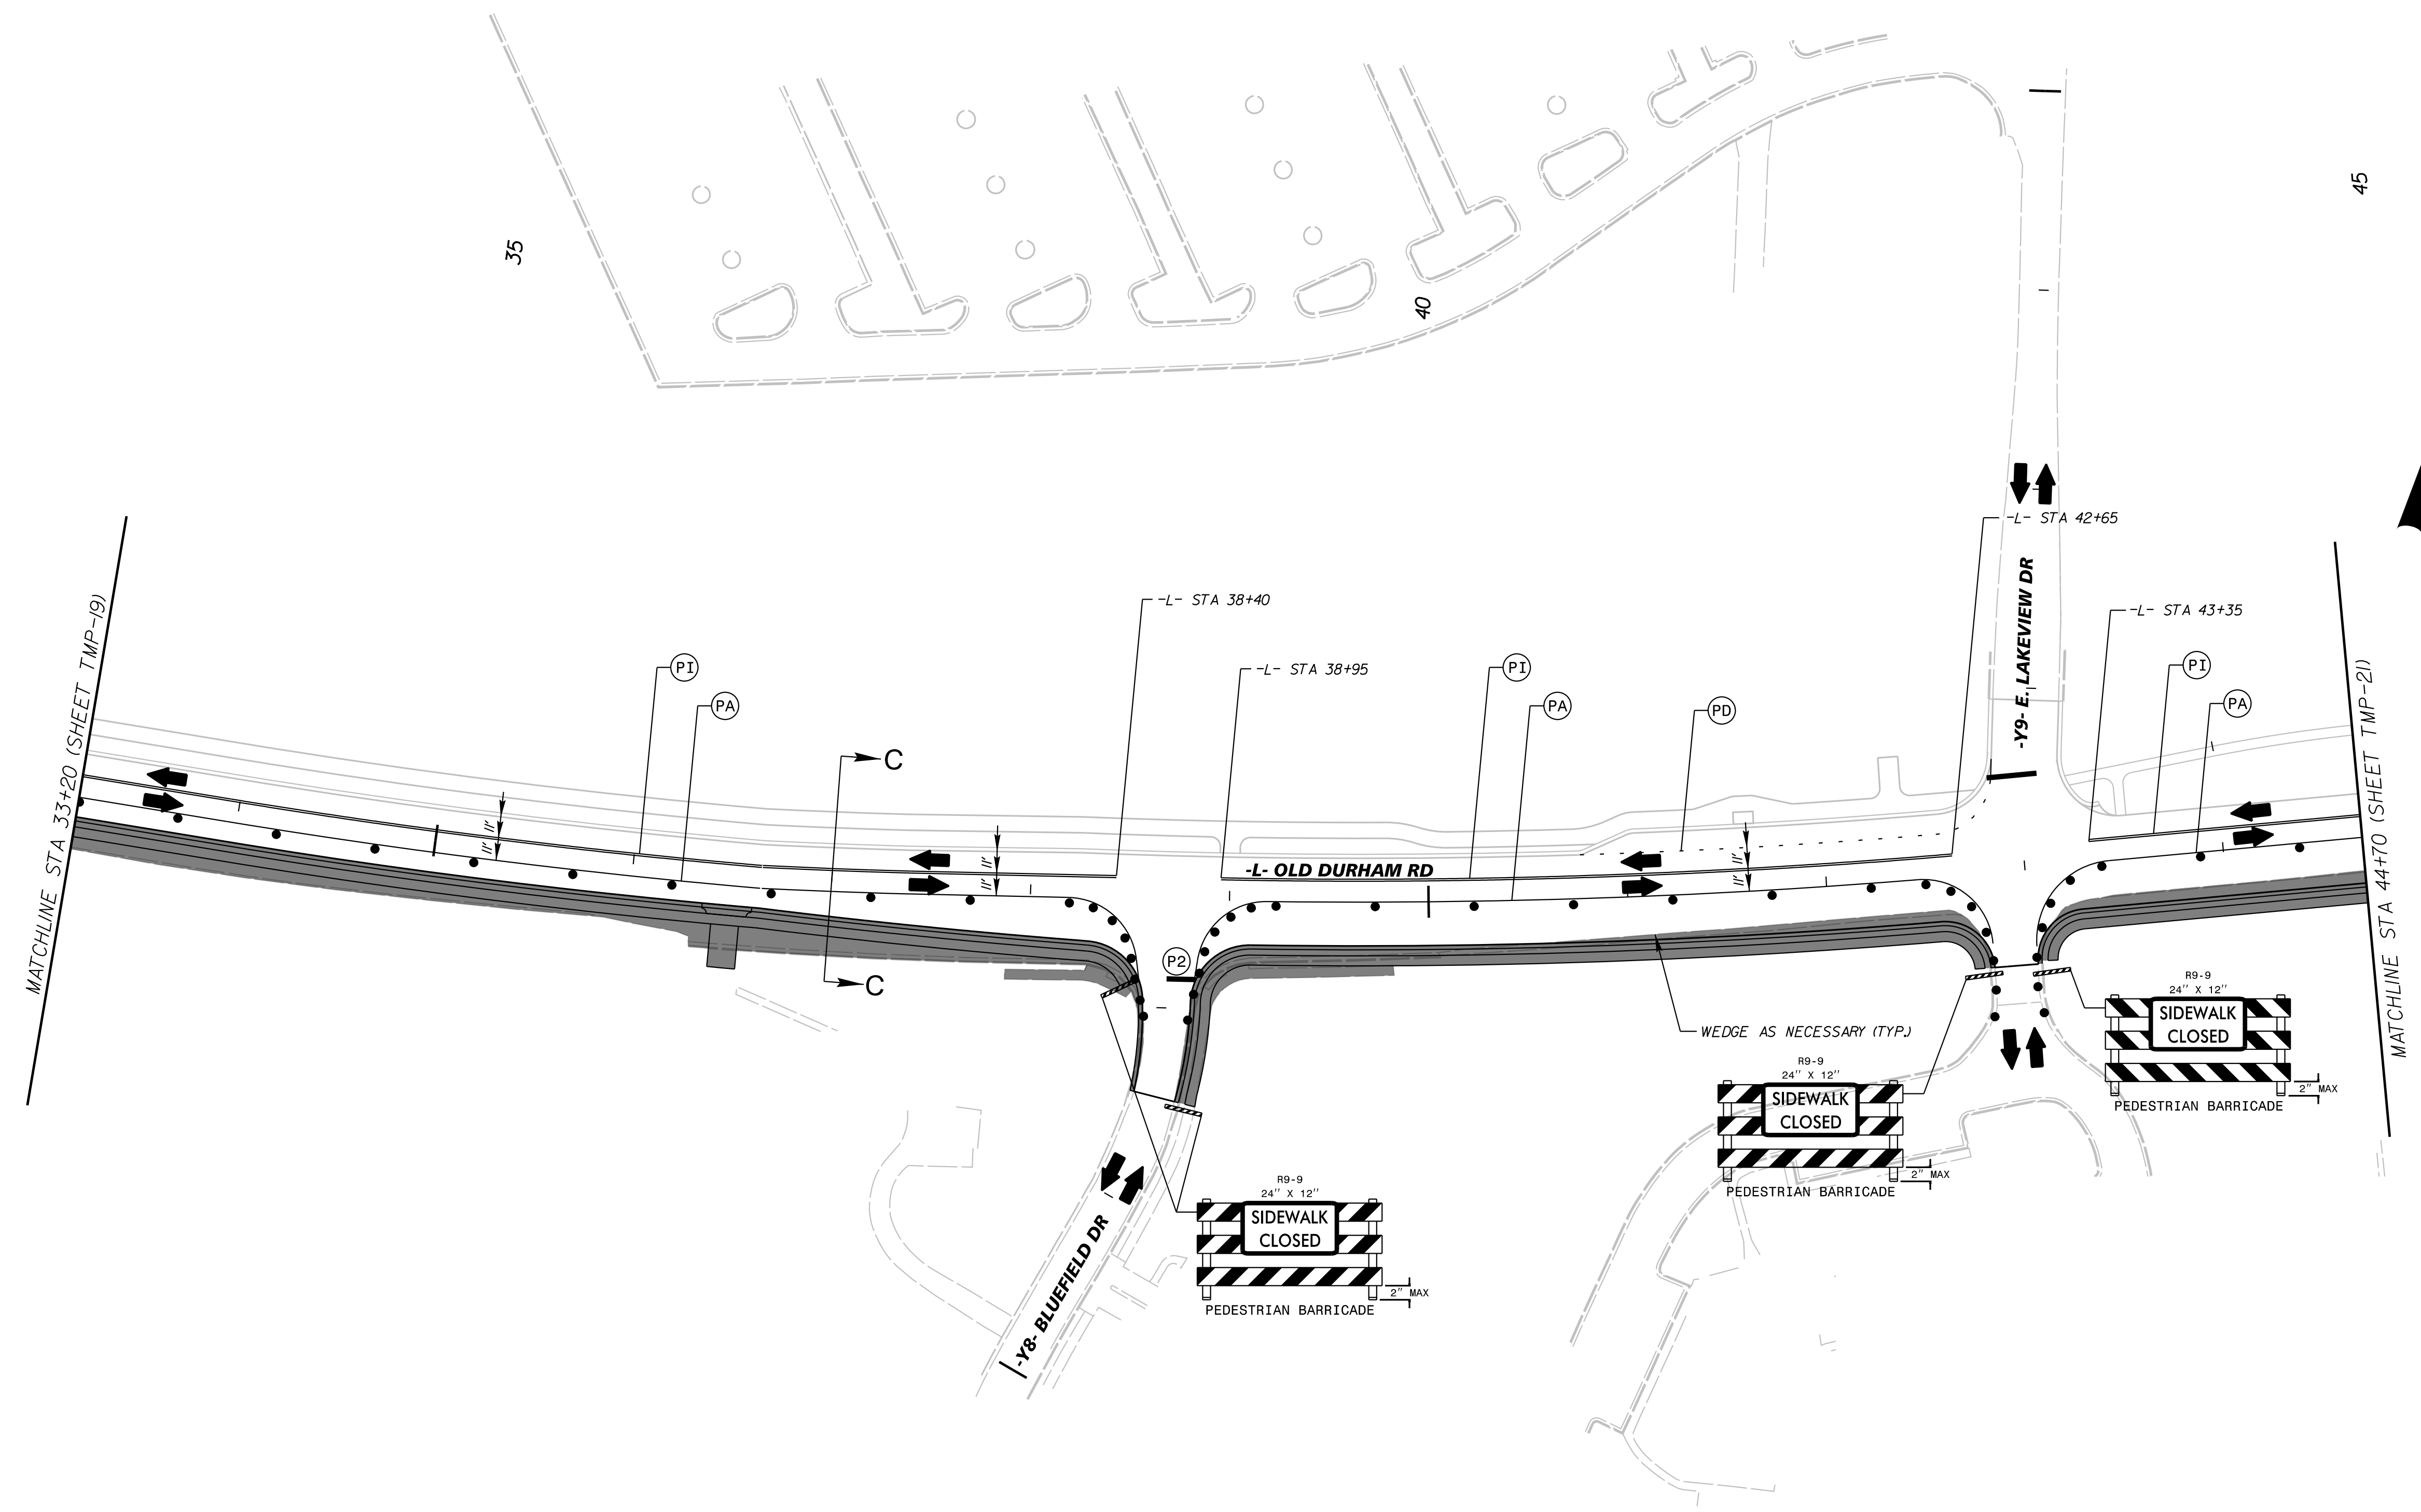 45
35
40
-L- STA 42+65
-Y9- E. LAKEVIEW DR
MATCHLINE STA 33+20 (SHEET TMP-19)
-L- STA 38+40
-L- STA 43+35
-L- STA 38+95
PI
PI
PI
PA
PA
PD
PA
MATCHLINE STA 44+70 (SHEET TMP-21)
C
11'
11'
11'
11'
11'
11'
-L- OLD DURHAM RD
P2
C
WEDGE AS NECESSARY (TYP.)
R9-9
24" X 12"
SIDEWALK
CLOSED
2" MAX
PEDESTRIAN BARRICADE
R9-9
24" X 12"
SIDEWALK
CLOSED
2" MAX
PEDESTRIAN BARRICADE
R9-9
24" X 12"
SIDEWALK
CLOSED
2" MAX
PEDESTRIAN BARRICADE
-Y8- BLUEFIELD DR